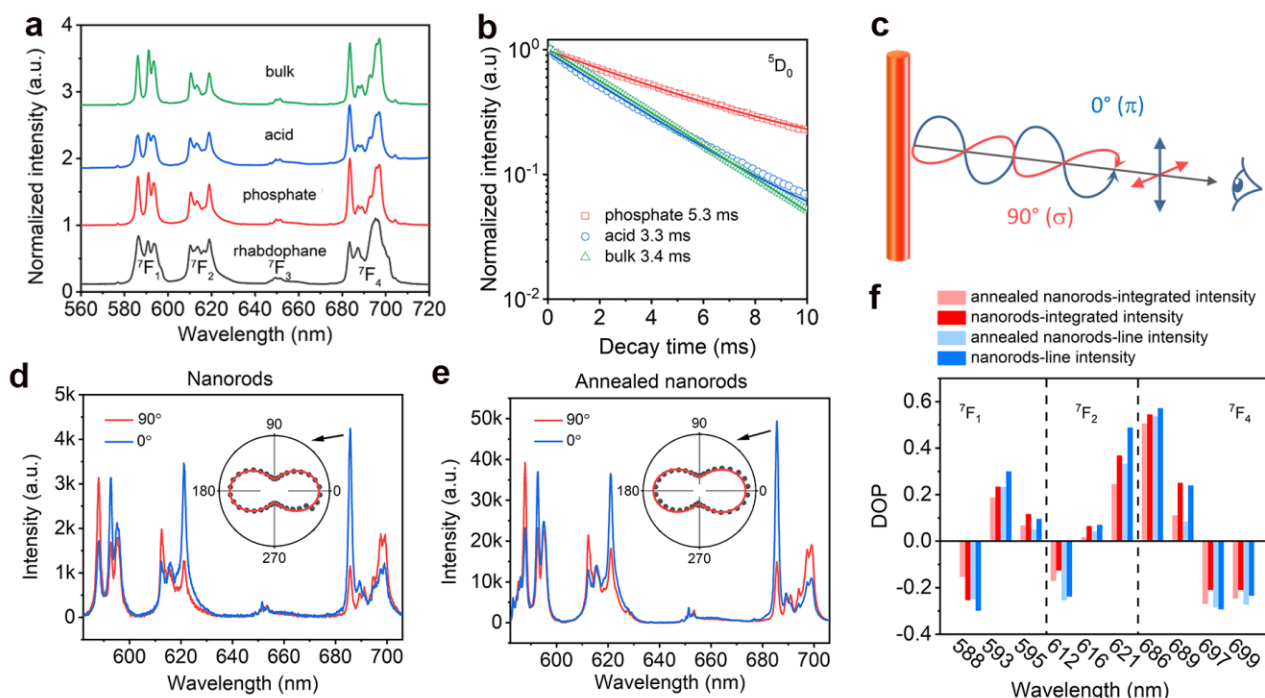 a
Normalized intensity (a.u.)
4
3
2
1
0
bulk
acid
phosphate
rhabdophane
⁷F₁
⁷F₂
⁷F₃
⁷F₄
560 580 600 620 640 660 680 700 720
Wavelength (nm)
b
Normalized intensity (a.u)
10⁰
10⁻¹
10⁻²
⁵D₀
phosphate 5.3 ms
acid 3.3 ms
bulk 3.4 ms
0 2 4 6 8 10
Decay time (ms)
c
0° (π)
90° (σ)
d
Nanorods
Intensity (a.u.)
5k
4k
3k
2k
1k
0
90°
0°
90
180
0
270
600 620 640 660 680 700
Wavelength (nm)
e
Annealed nanorods
Intensity (a.u.)
50k
40k
30k
20k
10k
0
90°
0°
90
180
0
270
600 620 640 660 680 700
Wavelength (nm)
f
annealed nanorods-integrated intensity
nanorods-integrated intensity
annealed nanorods-line intensity
nanorods-line intensity
DOP
0.6
0.4
0.2
0.0
-0.2
-0.4
⁷F₁
⁷F₂
⁷F₄
588 593 595 612 616 621 686 689 697 699
Wavelength (nm)